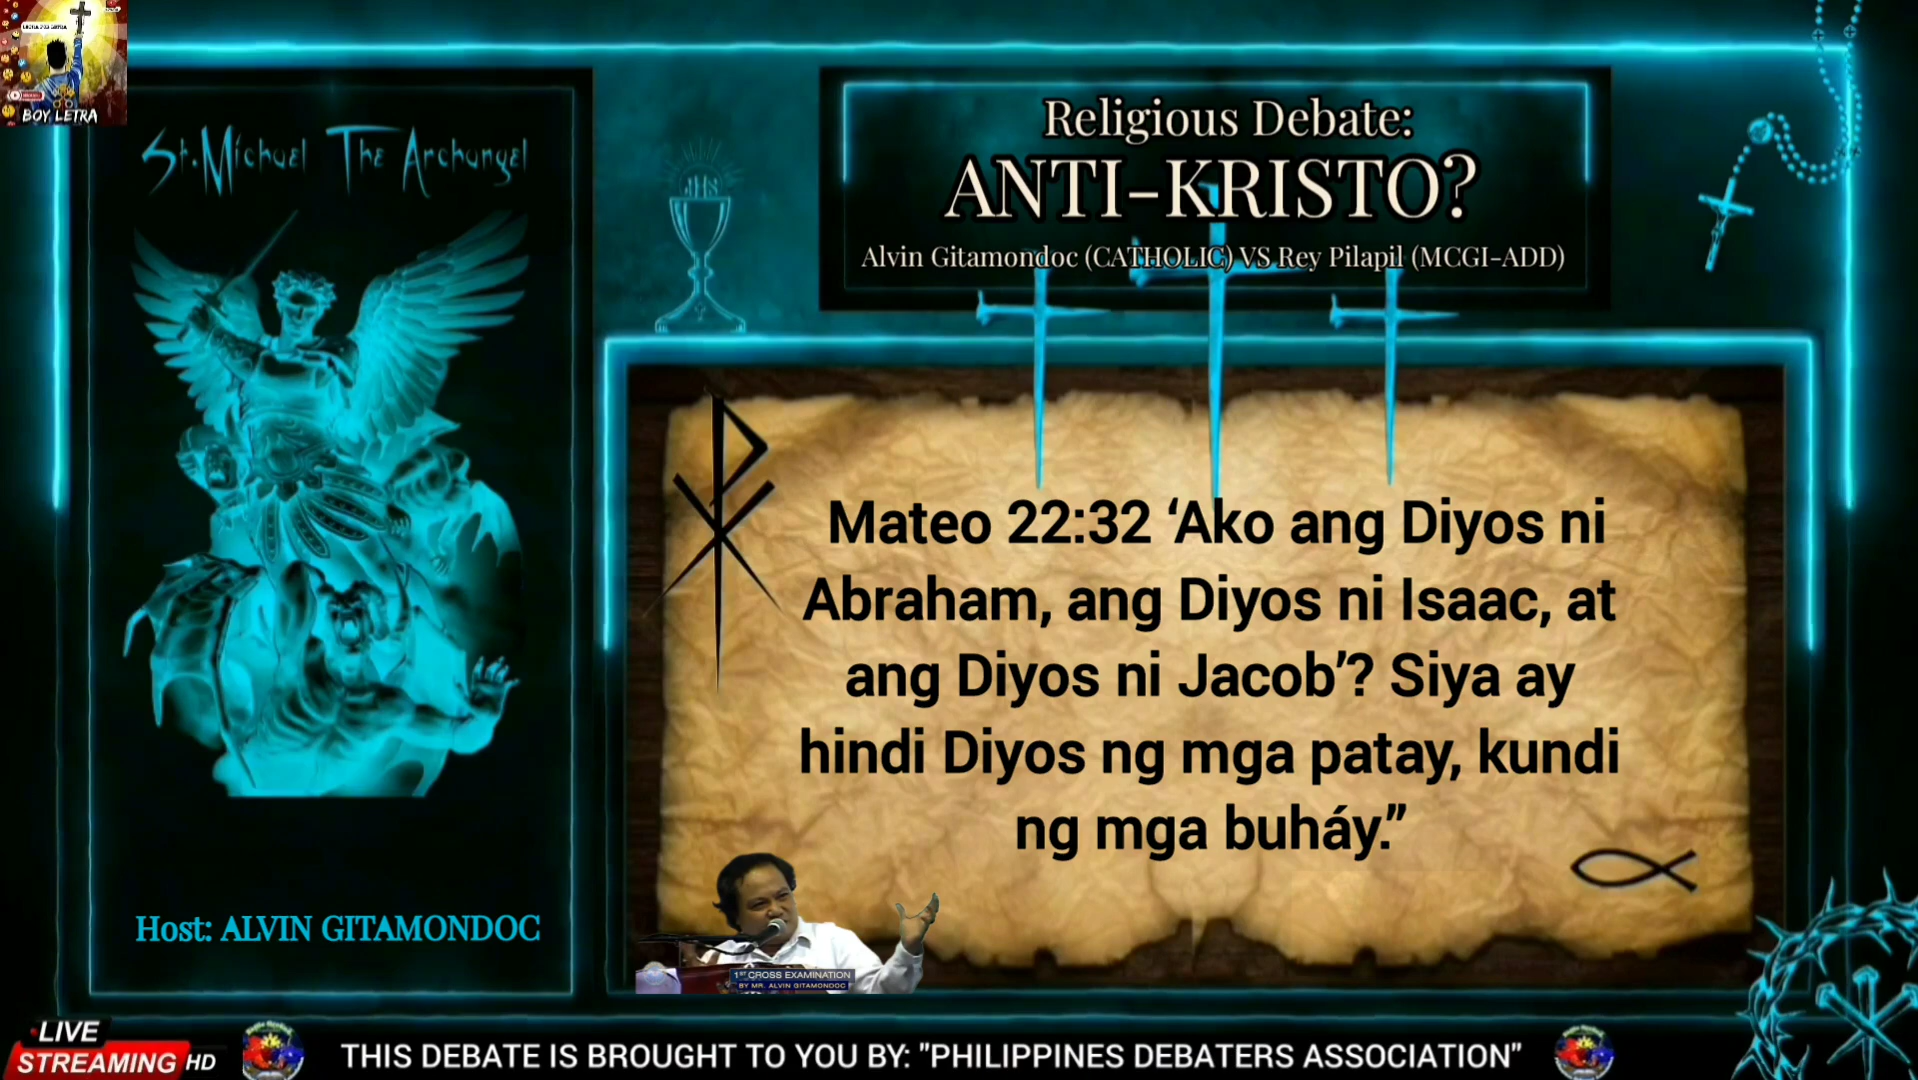 BOY LETRA
St. Michael The Archangel
JHS
Religious Debate:
ANTI-KRISTO?
Alvin Gitamondoc (CATHOLIC) VS Rey Pilapil (MCGI-ADD)
Mateo 22:32 ‘Ako ang Diyos ni
Abraham, ang Diyos ni Isaac, at
ang Diyos ni Jacob’? Siya ay
hindi Diyos ng mga patay, kundi
ng mga buháy.”
Host: ALVIN GITAMONDOC
1ST CROSS EXAMINATION
BY MR. ALVIN GITAMONDOC
LIVE
STREAMING HD
THIS DEBATE IS BROUGHT TO YOU BY: "PHILIPPINES DEBATERS ASSOCIATION"